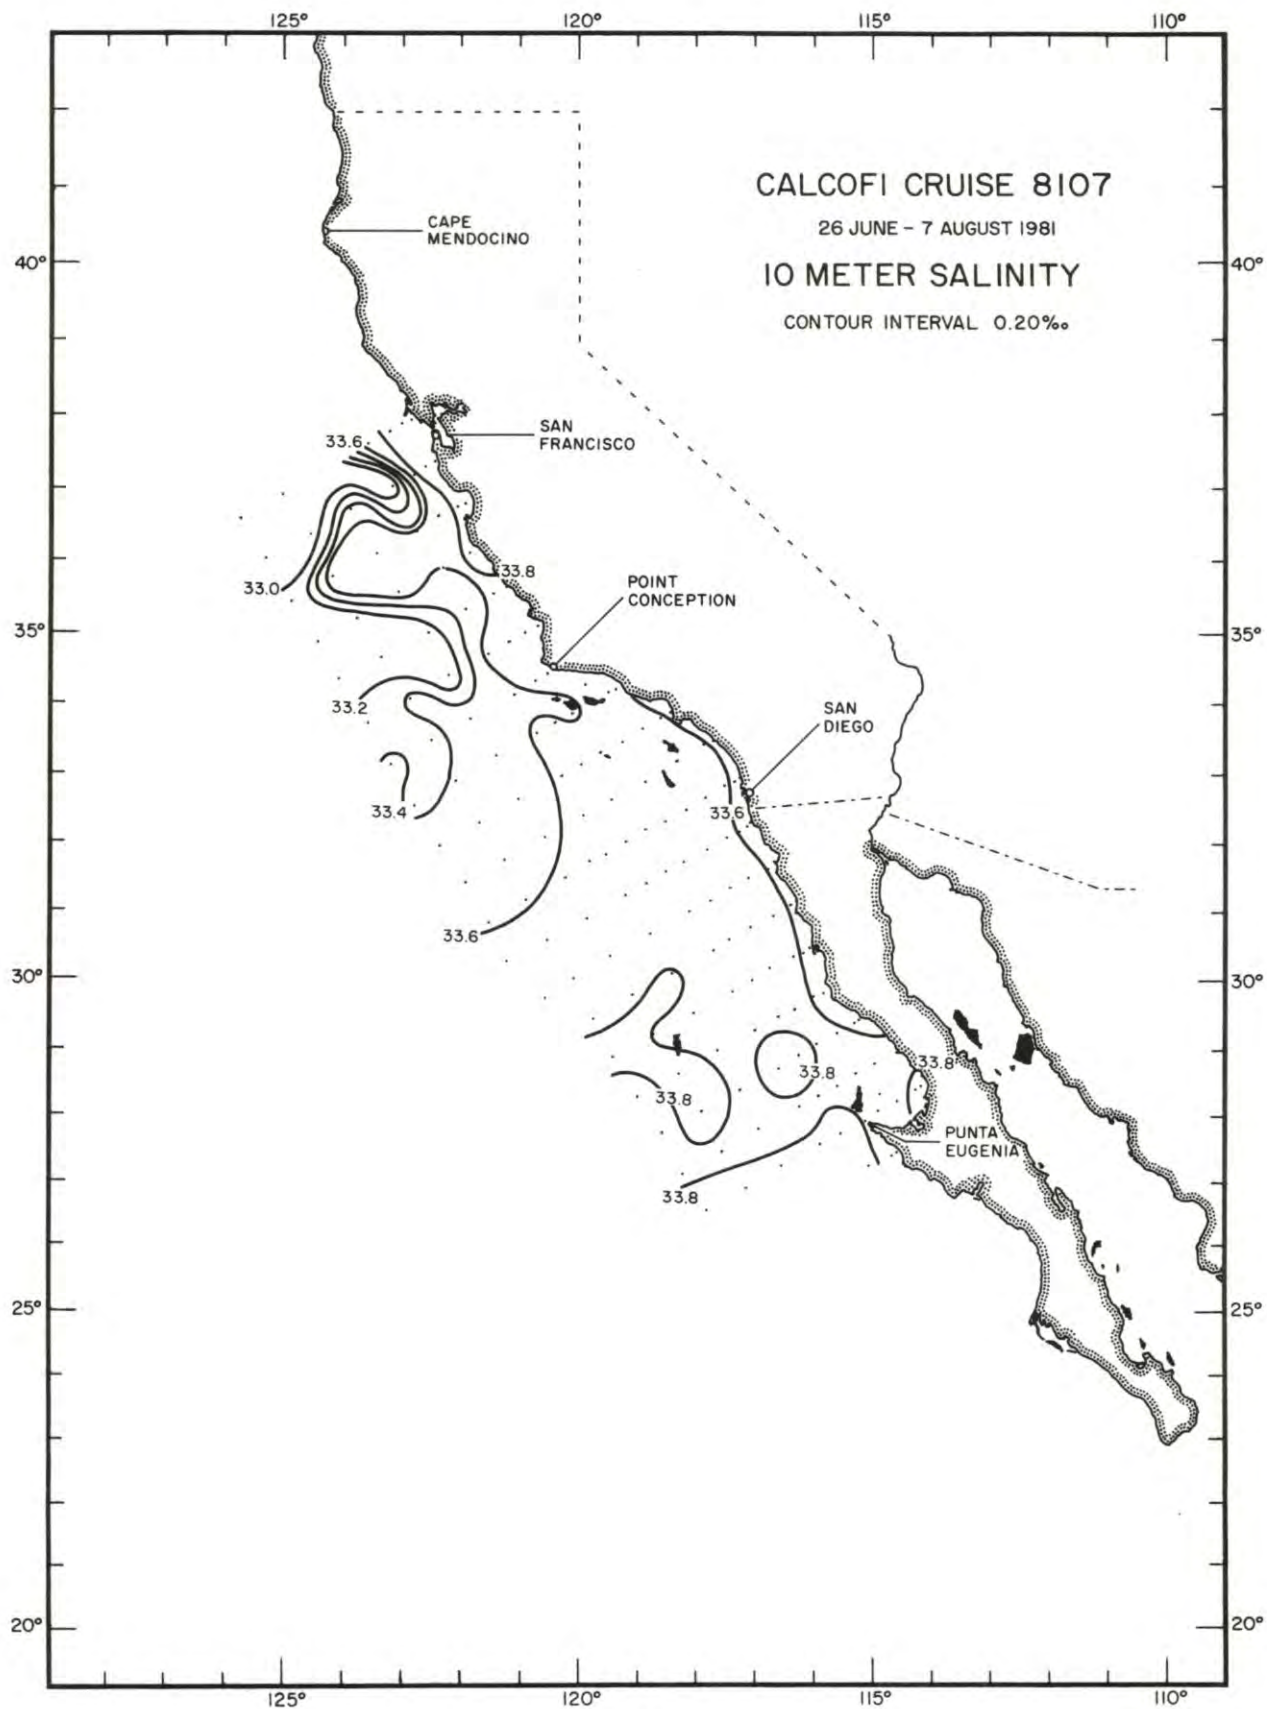 125° 120° 115° 110°
CALCOFI CRUISE 8107
26 JUNE – 7 AUGUST 1981
CAPE
MENDOCINO
40° 40°
10 METER SALINITY
CONTOUR INTERVAL 0.20‰
33.6
SAN
FRANCISCO
33.0
33.8
POINT
CONCEPTION
35° 35°
33.2
SAN
DIEGO
33.4
33.6
33.6
30° 30°
33.8
33.8
33.8
PUNTA
EUGENIA
33.8
25° 25°
20° 20°
125° 120° 115° 110°